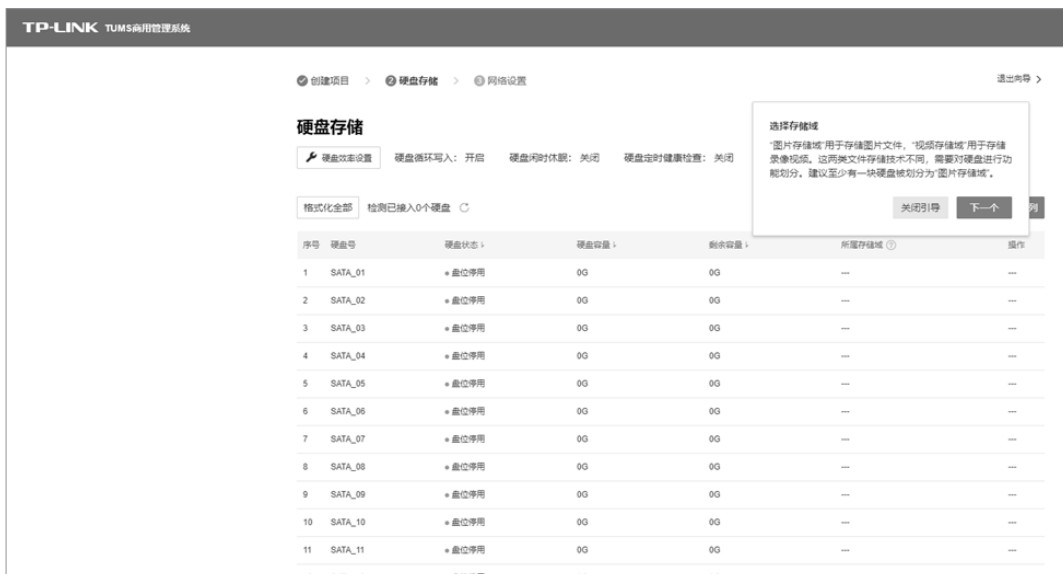 TP-LINK TUMS商用管理系统
创建项目 > 2 硬盘存储 > 3 网络设置 退出向导 >
硬盘存储
选择存储域
"图片存储域"用于存储图片文件，"视频存储域"用于存储
录像视频。这两类文件存储技术不同，需要对硬盘进行功
能划分。建议至少有一块硬盘被划分为"图片存储域"。
关闭引导 下一个
硬盘效率设置 硬盘循环写入： 开启 硬盘闲时休眠： 关闭 硬盘定时健康检查： 关闭
格式化全部 检测已接入0个硬盘 列
序号 硬盘号 硬盘状态 硬盘容量 剩余容量 所属存储域 操作
1 SATA_01 盘位停用 0G 0G --- ---
2 SATA_02 盘位停用 0G 0G --- ---
3 SATA_03 盘位停用 0G 0G --- ---
4 SATA_04 盘位停用 0G 0G --- ---
5 SATA_05 盘位停用 0G 0G --- ---
6 SATA_06 盘位停用 0G 0G --- ---
7 SATA_07 盘位停用 0G 0G --- ---
8 SATA_08 盘位停用 0G 0G --- ---
9 SATA_09 盘位停用 0G 0G --- ---
10 SATA_10 盘位停用 0G 0G --- ---
11 SATA_11 盘位停用 0G 0G --- ---